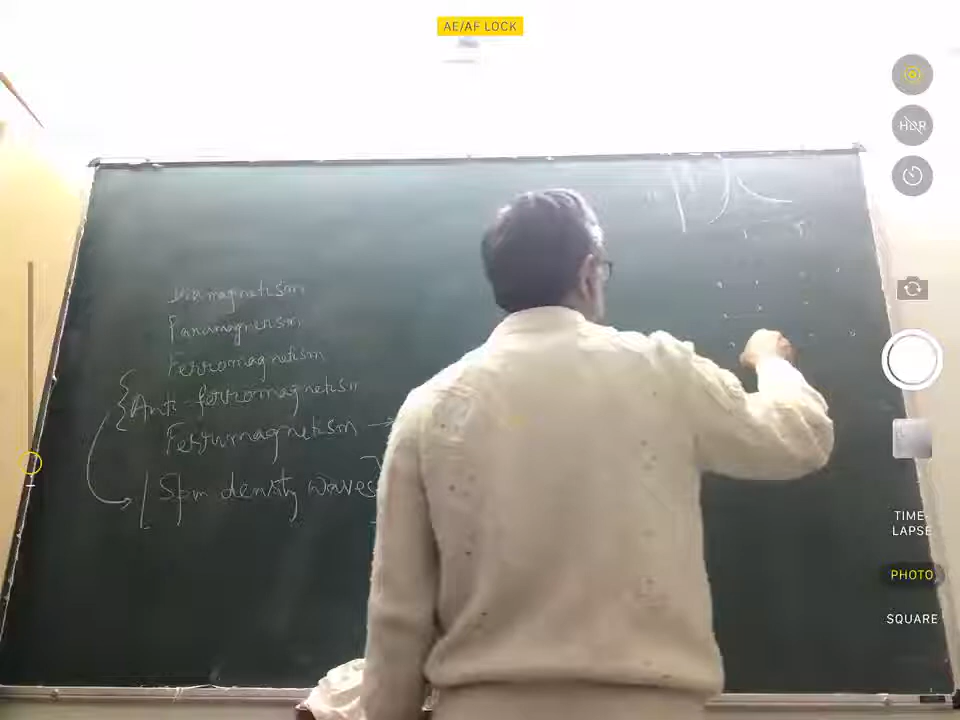 AE/AF LOCK
HDR
Diamagnetism
Paramagnetism
Ferromagnetism
Anti-ferromagnetism
Ferrimagnetism →
Spin density waves
TIME-
LAPSE
PHOTO
SQUARE